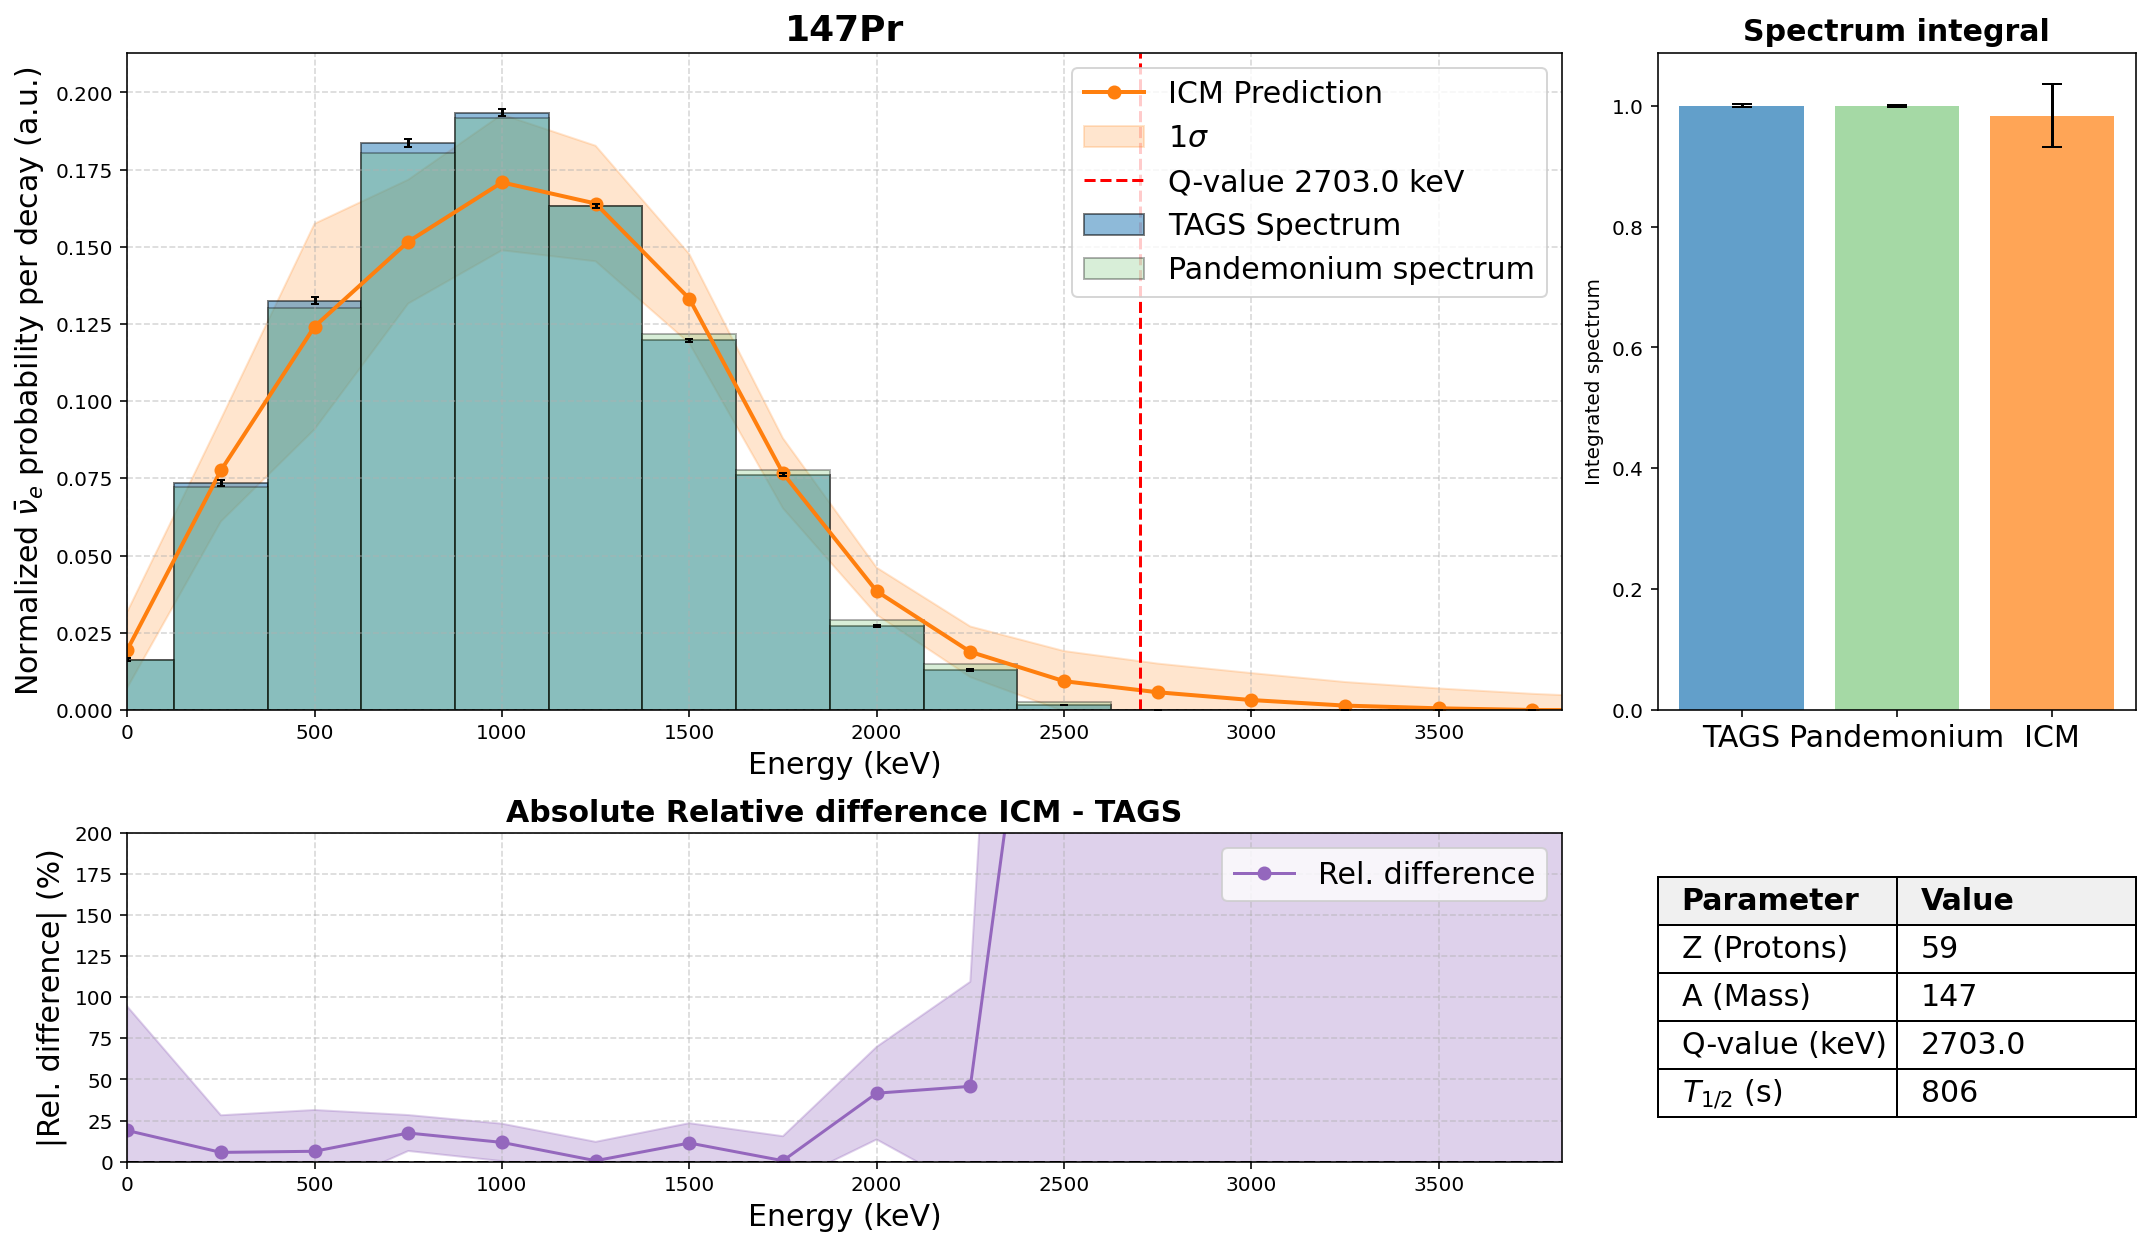 147Pr
Normalized ν̄e probability per decay (a.u.)
0.200
0.175
0.150
0.125
0.100
0.075
0.050
0.025
0.000
ICM Prediction
1σ
Q-value 2703.0 keV
TAGS Spectrum
Pandemonium spectrum
0 500 1000 1500 2000 2500 3000 3500
Energy (keV)
Spectrum integral
Integrated spectrum
1.0
0.8
0.6
0.4
0.2
0.0
TAGS Pandemonium ICM
Absolute Relative difference ICM - TAGS
|Rel. difference| (%)
200
175
150
125
100
75
50
25
0
Rel. difference
0 500 1000 1500 2000 2500 3000 3500
Energy (keV)
Parameter Value
Z (Protons) 59
A (Mass) 147
Q-value (keV) 2703.0
T1/2 (s) 806